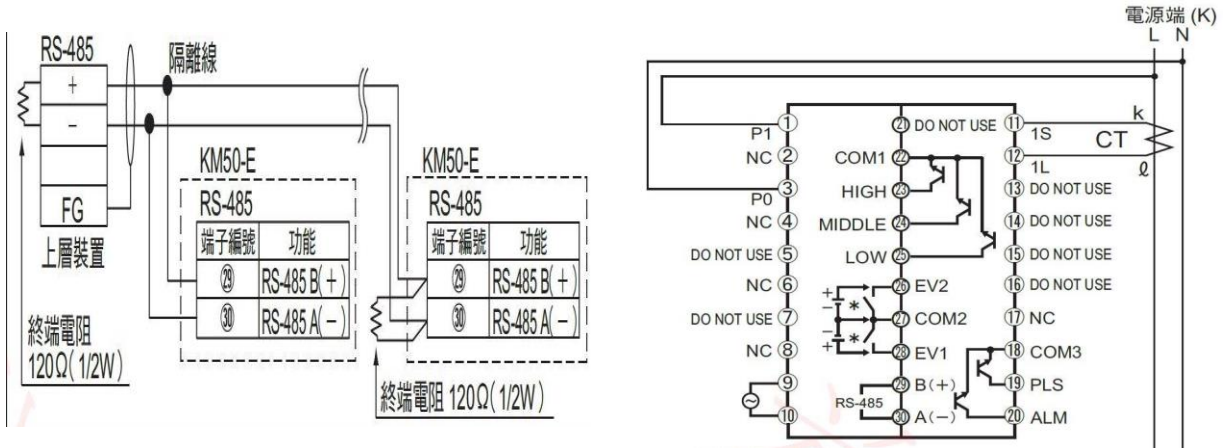 RS-485
+
-
FG
上層裝置
隔離線
終端電阻
120Ω(1/2W)
KM50-E
RS-485
端子編號 功能
㉙ RS-485 B(+)
㉚ RS-485 A(-)
KM50-E
RS-485
端子編號 功能
㉙ RS-485 B(+)
㉚ RS-485 A(-)
終端電阻 120Ω(1/2W)
電源端 (K)
L N
P1 ①
NC ②
P0 ③
NC ④
DO NOT USE ⑤
NC ⑥
DO NOT USE ⑦
NC ⑧
⑨
⑩
㉑ DO NOT USE
COM1 ㉒
HIGH ㉓
MIDDLE ㉔
LOW ㉕
+ - * ㉖ EV2
㉗ COM2
- + * ㉘ EV1
RS-485
㉙ B(+)
㉚ A(-)
⑪ 1S
k
CT
⑫ 1L
ℓ
⑬ DO NOT USE
⑭ DO NOT USE
⑮ DO NOT USE
⑯ DO NOT USE
⑰ NC
⑱ COM3
⑲ PLS
⑳ ALM